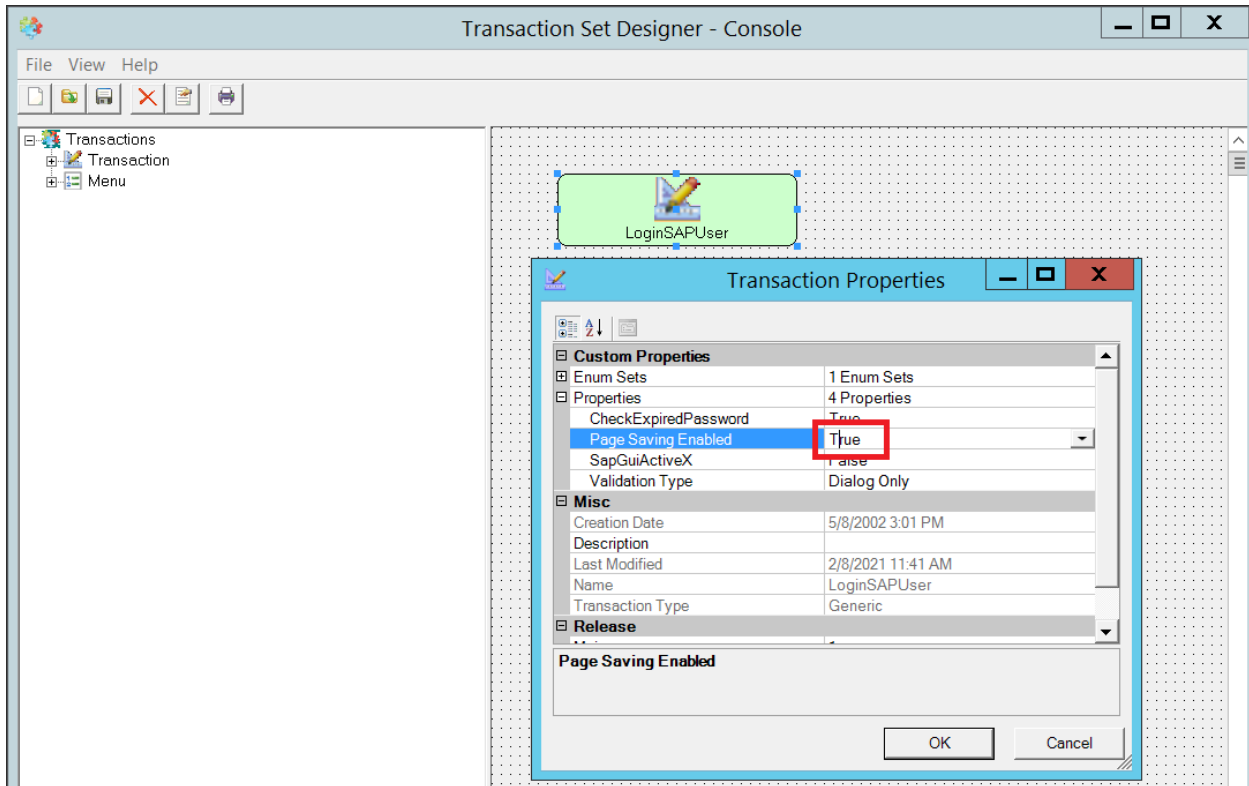 Transaction Set Designer - Console
File View Help
Transactions
Transaction
Menu
LoginSAPUser
Transaction Properties
Custom Properties
Enum Sets 1 Enum Sets
Properties 4 Properties
CheckExpiredPassword True
Page Saving Enabled True
SapGuiActiveX False
Validation Type Dialog Only
Misc
Creation Date 5/8/2002 3:01 PM
Description
Last Modified 2/8/2021 11:41 AM
Name LoginSAPUser
Transaction Type Generic
Release
Page Saving Enabled
OK Cancel